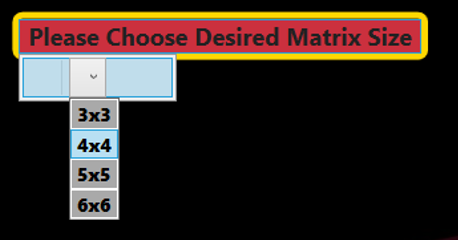 Please Choose Desired Matrix Size
3x3
4x4
5x5
6x6